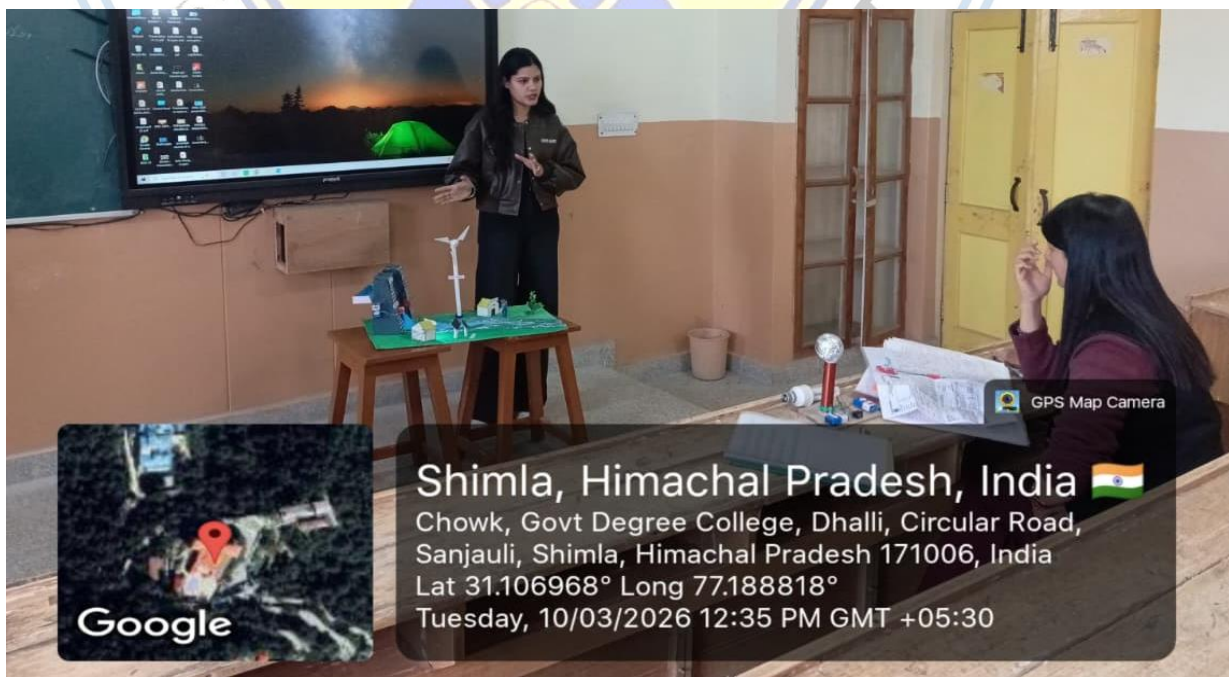 GPS Map Camera
Shimla, Himachal Pradesh, India
Chowk, Govt Degree College, Dhalli, Circular Road,
Sanjauli, Shimla, Himachal Pradesh 171006, India
Lat 31.106968° Long 77.188818°
Tuesday, 10/03/2026 12:35 PM GMT +05:30
Google